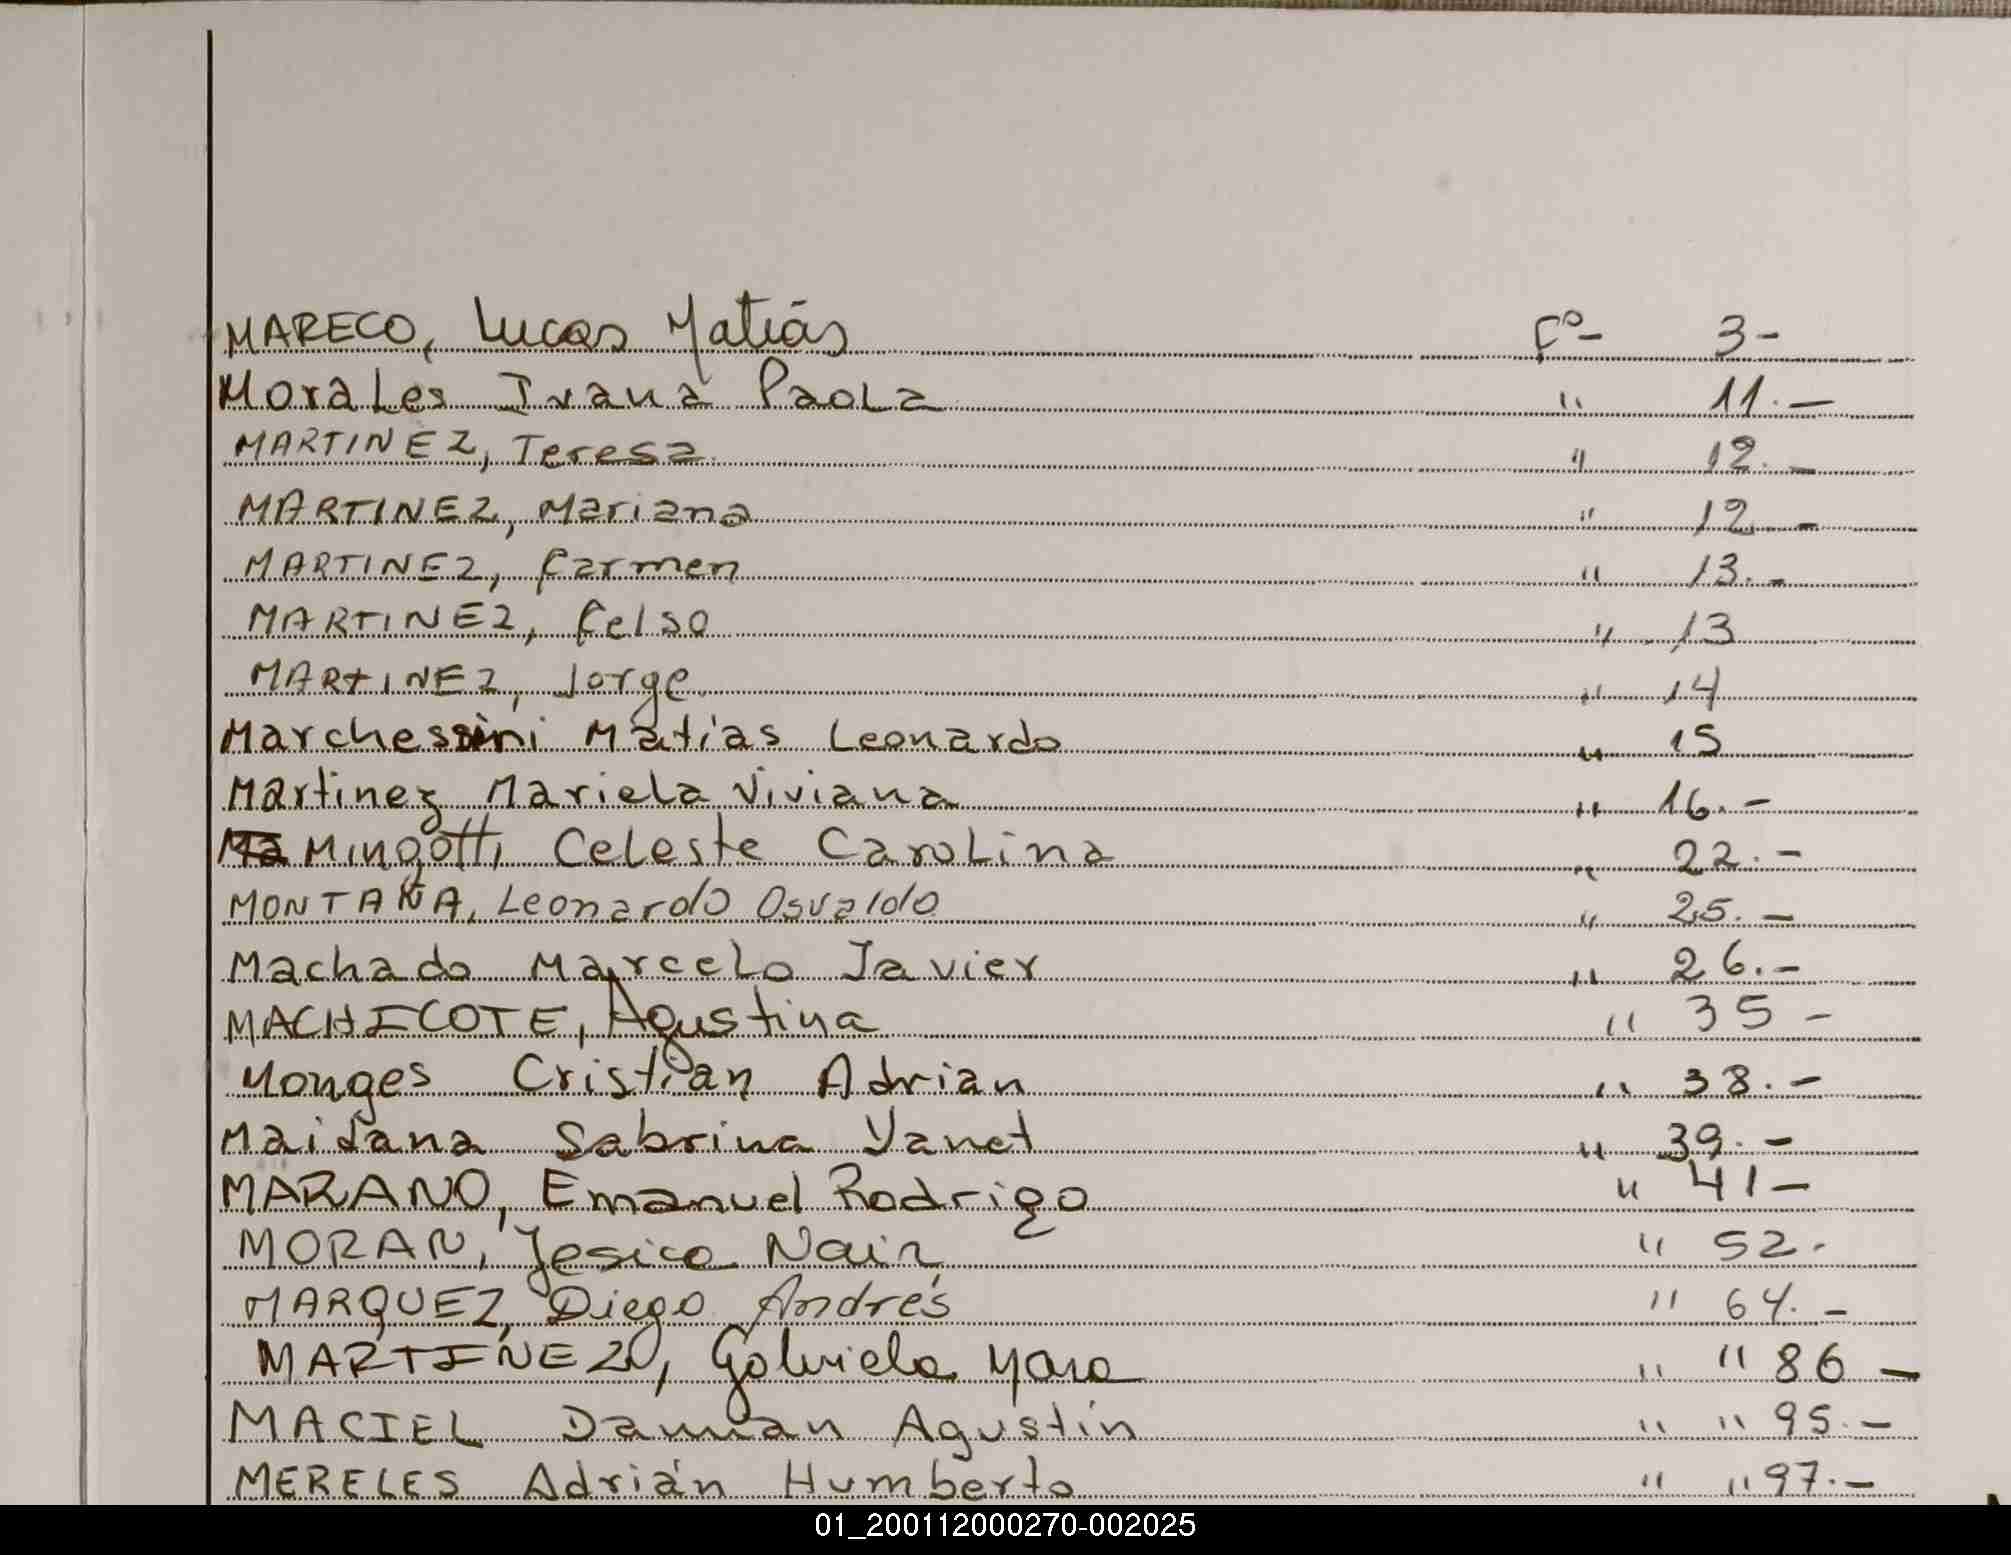 MARECO, Lucas Matías Fº- 3-
Morales Ivana Paola " 11.-
MARTINEZ, Teresa " 12.-
MARTINEZ, Mariana " 12.-
MARTINEZ, Carmen " 13.-
MARTINEZ, Celso " 13
MARTINEZ, Jorge " 14
Marchessini Matías Leonardo " 15
Martinez Mariela Viviana " 16.-
Mingotti Celeste Carolina " 22.-
MONTAÑA, Leonardo Osvaldo " 25.-
Machado Marcelo Javier " 26.-
MACHICOTE, Agustina " 35-
Monges Cristian Adrian " 38.-
Maidana Sabrina Yanet " 39.-
MARANO, Emanuel Rodrigo " 41-
MORAN, Jesica Nair " 52.
MARQUEZ, Diego Andrés " 64.-
MARTINEZ, Gabriela Mara " " 86-
MACIEL Damian Agustín " " 95.-
MERELES Adrián Humberto " " 97.-
01_200112000270-002025